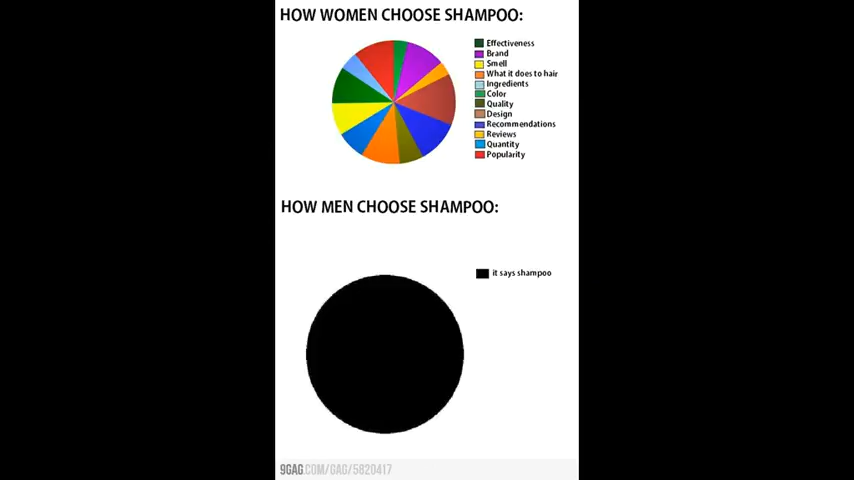 HOW WOMEN CHOOSE SHAMPOO:
Effectiveness
Brand
Smell
What it does to hair
Ingredients
Color
Quality
Design
Recommendations
Reviews
Quantity
Popularity
HOW MEN CHOOSE SHAMPOO:
it says shampoo
9GAG.COM/GAG/5820417